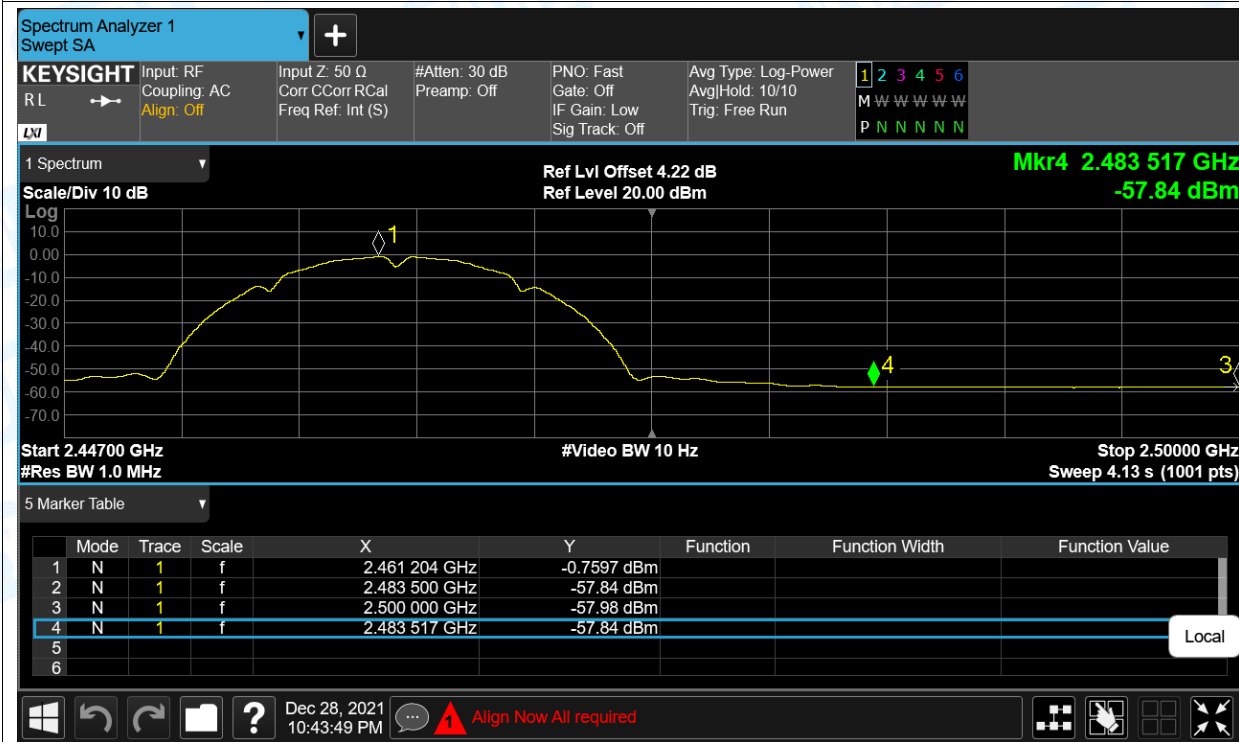 Spectrum Analyzer 1
Swept SA
+
KEYSIGHT
R L
LXI
Input: RF
Coupling: AC
Align: Off
Input Z: 50 Ω
Corr CCorr RCal
Freq Ref: Int (S)
#Atten: 30 dB
Preamp: Off
PNO: Fast
Gate: Off
IF Gain: Low
Sig Track: Off
Avg Type: Log-Power
Avg|Hold: 10/10
Trig: Free Run
1 2 3 4 5 6
M W W W W W
P N N N N N
1 Spectrum
Scale/Div 10 dB
Log
Ref Lvl Offset 4.22 dB
Ref Level 20.00 dBm
Mkr4 2.483 517 GHz
-57.84 dBm
10.0
0.00
-10.0
-20.0
-30.0
-40.0
-50.0
-60.0
-70.0
1
4
3
Start 2.44700 GHz
#Res BW 1.0 MHz
#Video BW 10 Hz
Stop 2.50000 GHz
Sweep 4.13 s (1001 pts)
5 Marker Table
Mode Trace Scale X Y Function Function Width Function Value
1 N 1 f 2.461 204 GHz -0.7597 dBm
2 N 1 f 2.483 500 GHz -57.84 dBm
3 N 1 f 2.500 000 GHz -57.98 dBm
4 N 1 f 2.483 517 GHz -57.84 dBm
5
6
Local
?
Dec 28, 2021
10:43:49 PM
1
Align Now All required